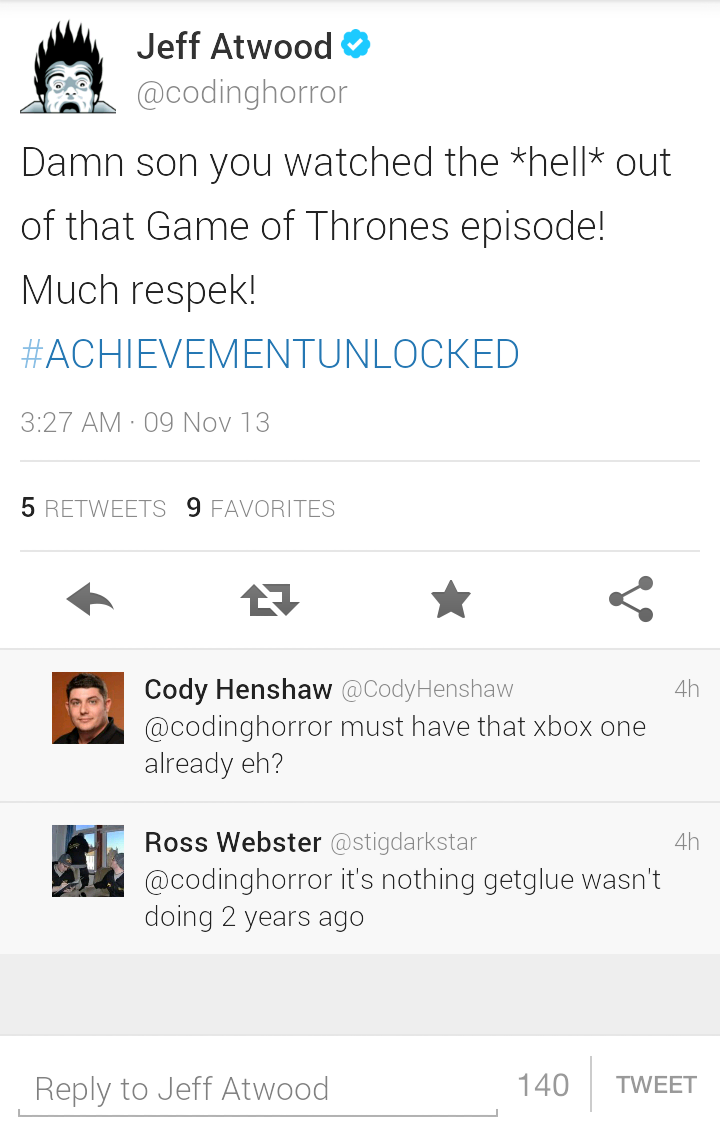 Jeff Atwood
@codinghorror
Damn son you watched the *hell* out
of that Game of Thrones episode!
Much respek!
#ACHIEVEMENTUNLOCKED
3:27 AM · 09 Nov 13
5 RETWEETS 9 FAVORITES
Cody Henshaw @CodyHenshaw 4h
@codinghorror must have that xbox one
already eh?
Ross Webster @stigdarkstar 4h
@codinghorror it's nothing getglue wasn't
doing 2 years ago
Reply to Jeff Atwood 140 TWEET